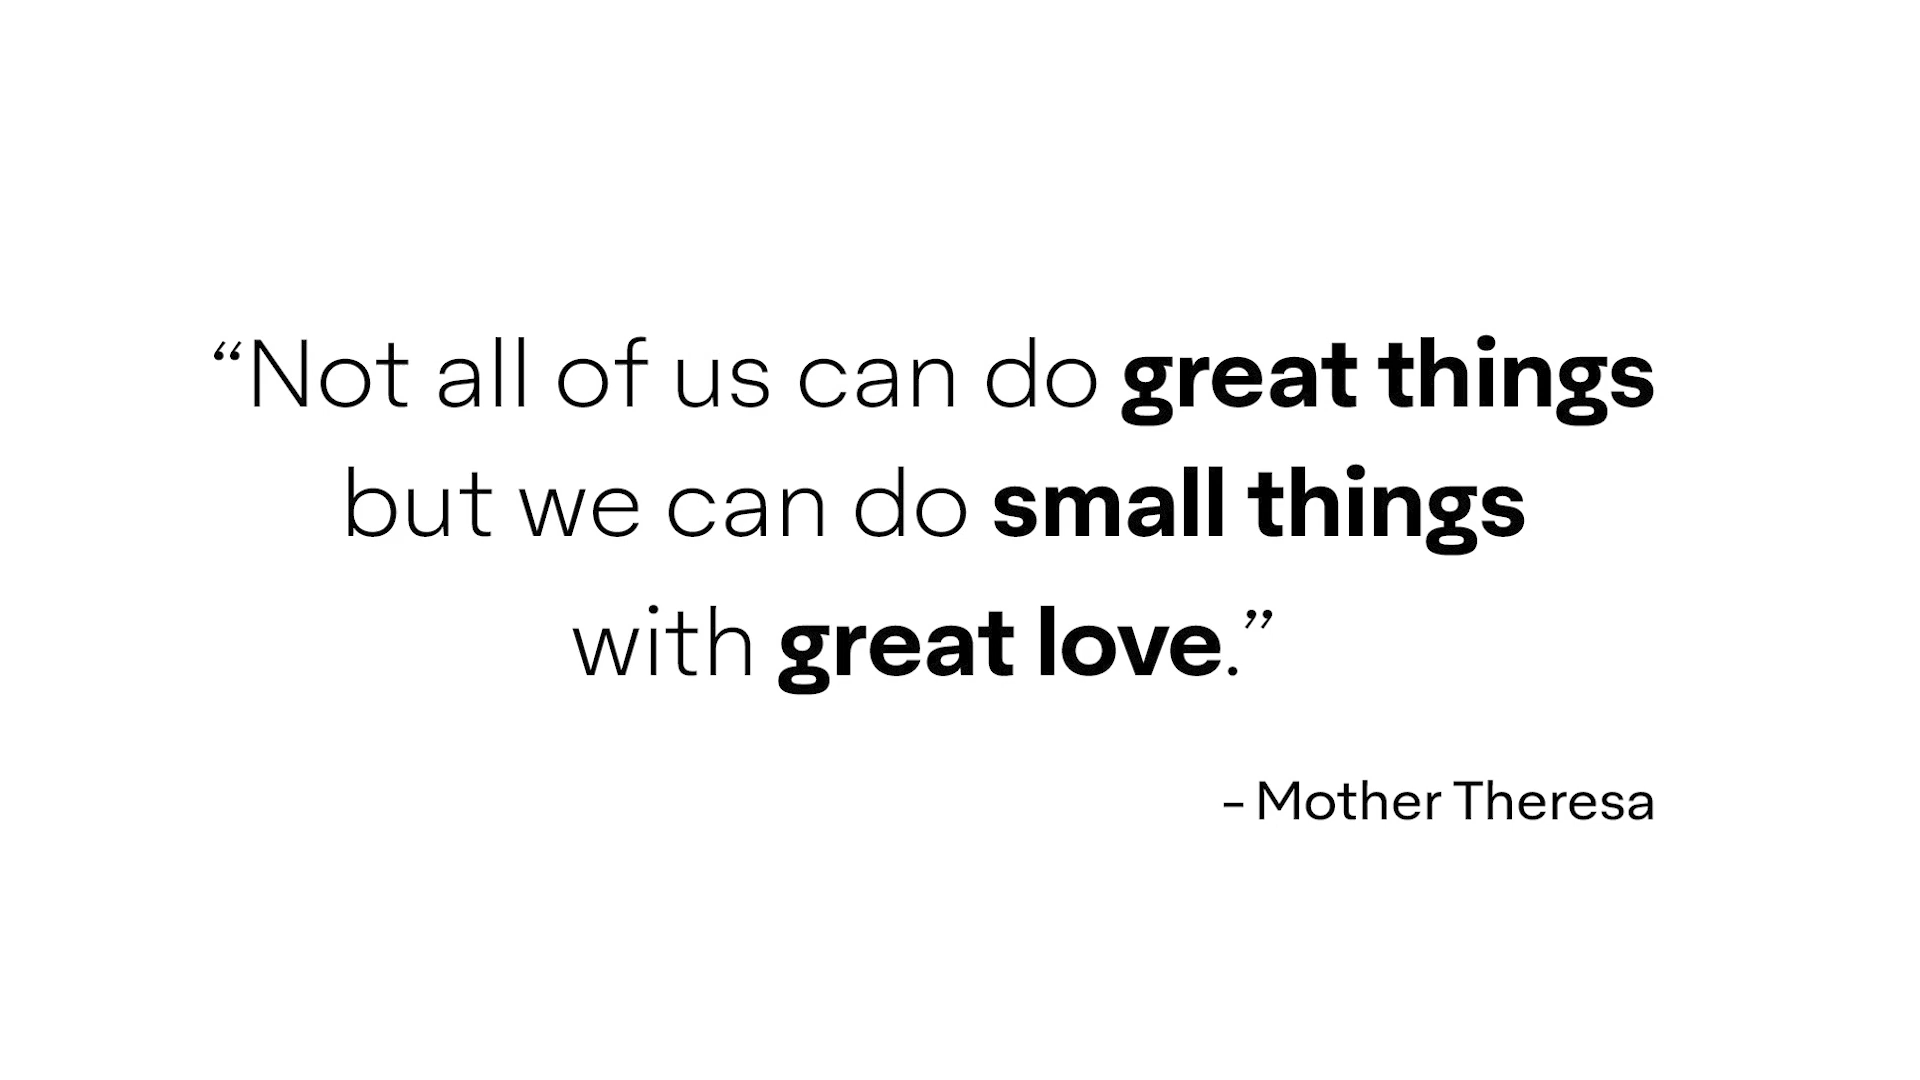 “Not all of us can do great things
but we can do small things
with great love.”
– Mother Theresa